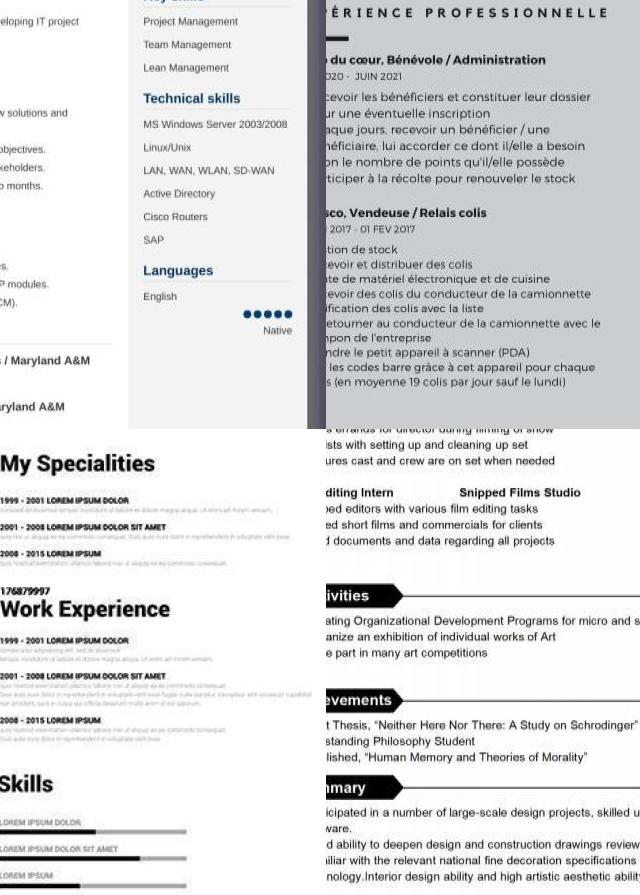 eloping IT project
w solutions and
objectives.
keholders.
o months.
s.
P modules.
CM).
s / Maryland A&M
aryland A&M
Key Skills
Project Management
Team Management
Lean Management
Technical skills
MS Windows Server 2003/2008
Linux/Unix
LAN, WAN, WLAN, SD-WAN
Active Directory
Cisco Routers
SAP
Languages
English
Native
ÉRIENCE PROFESSIONNELLE
du cœur, Bénévole / Administration
020 - JUIN 2021
cevoir les bénéficiers et constituer leur dossier
ur une éventuelle inscription
aque jours, recevoir un bénéficier / une
néficiaire, lui accorder ce dont il/elle a besoin
on le nombre de points qu'il/elle possède
ticiper à la récolte pour renouveler le stock
sco, Vendeuse / Relais colis
2017 - 01 FEV 2017
tion de stock
cevoir et distribuer des colis
te de matériel électronique et de cuisine
cevoir des colis du conducteur de la camionnette
ification des colis avec la liste
etourner au conducteur de la camionnette avec le
mpon de l'entreprise
ndre le petit appareil à scanner (PDA)
les codes barre grâce à cet appareil pour chaque
s (en moyenne 19 colis par jour sauf le lundi)
My Specialities
1999 - 2001 LOREM IPSUM DOLOR
2001 - 2008 LOREM IPSUM DOLOR SIT AMET
2008 - 2015 LOREM IPSUM
176879997
Work Experience
1999 - 2001 LOREM IPSUM DOLOR
2001 - 2008 LOREM IPSUM DOLOR SIT AMET
2008 - 2015 LOREM IPSUM
Skills
LOREM IPSUM DOLOR
LOREM IPSUM DOLOR SIT AMET
LOREM IPSUM
s errands for director during filming of show
ists with setting up and cleaning up set
ures cast and crew are on set when needed
diting Intern Snipped Films Studio
ped editors with various film editing tasks
ed short films and commercials for clients
d documents and data regarding all projects
ivities
ating Organizational Development Programs for micro and s
anize an exhibition of individual works of Art
e part in many art competitions
evements
t Thesis, “Neither Here Nor There: A Study on Schrodinger”
standing Philosophy Student
lished, “Human Memory and Theories of Morality”
mmary
icipated in a number of large-scale design projects, skilled u
ware.
d ability to deepen design and construction drawings review
iliar with the relevant national fine decoration specifications
nology.Interior design ability and high artistic aesthetic abilit